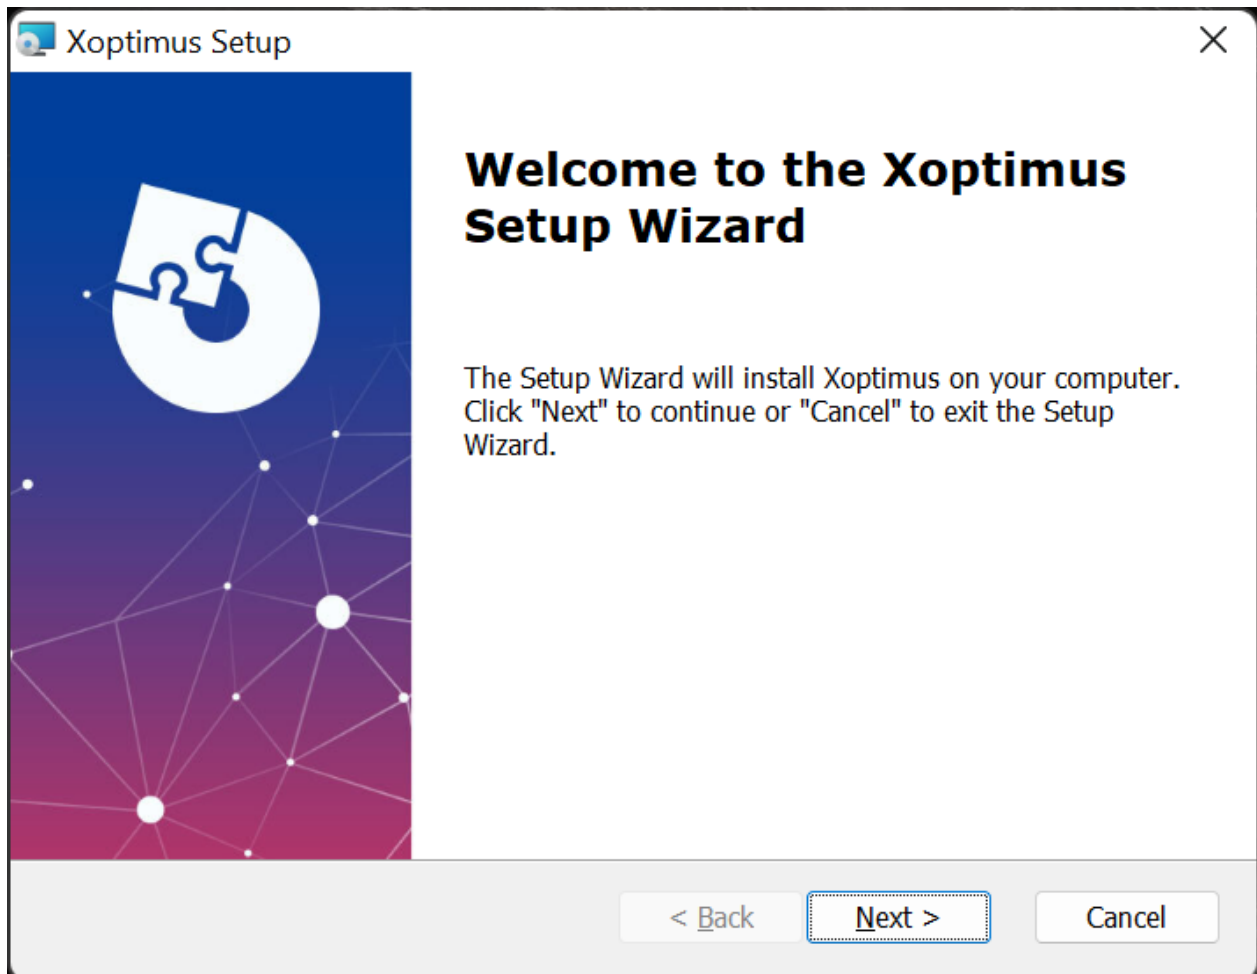 Xoptimus Setup
Welcome to the Xoptimus
Setup Wizard
The Setup Wizard will install Xoptimus on your computer.
Click "Next" to continue or "Cancel" to exit the Setup
Wizard.
< Back
Next >
Cancel